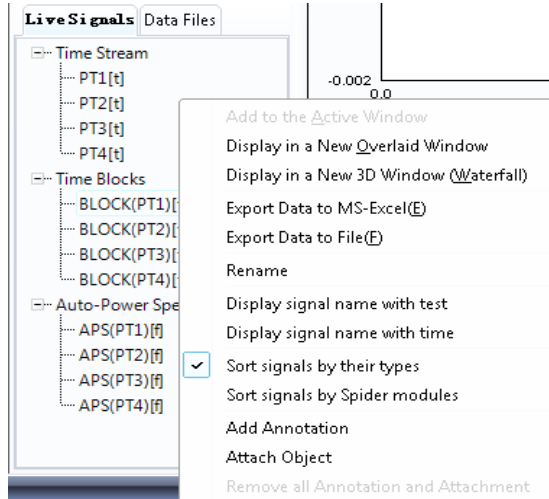 LiveSignals Data Files
Time Stream
PT1[t]
PT2[t]
PT3[t]
PT4[t]
Time Blocks
BLOCK(PT1)[
BLOCK(PT2)[
BLOCK(PT3)[
BLOCK(PT4)[
Auto-Power Spe
APS(PT1)[f]
APS(PT2)[f]
APS(PT3)[f]
APS(PT4)[f]
-0.002
0.0
Add to the Active Window
Display in a New Overlaid Window
Display in a New 3D Window (Waterfall)
Export Data to MS-Excel(E)
Export Data to File(F)
Rename
Display signal name with test
Display signal name with time
Sort signals by their types
Sort signals by Spider modules
Add Annotation
Attach Object
Remove all Annotation and Attachment